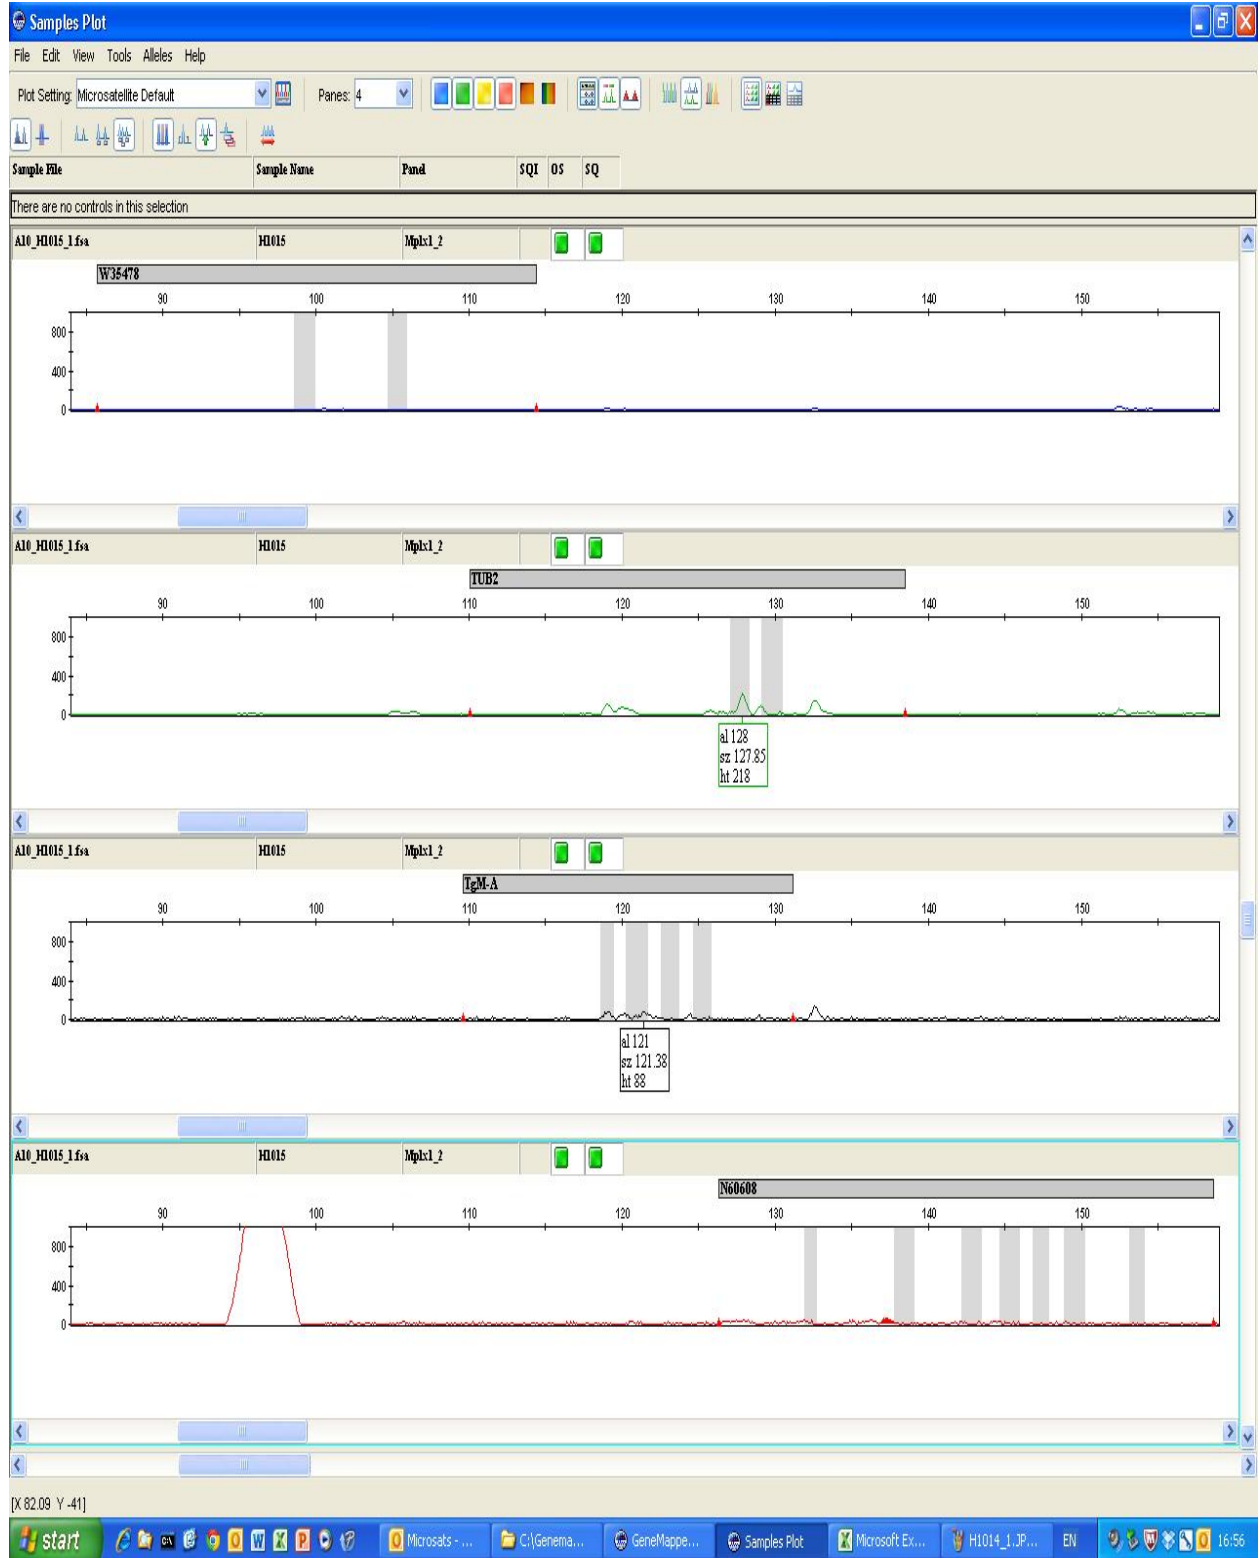 Samples Plot
File Edit View Tools Alleles Help
Plot Setting: Microsatellite Default Panes: 4
Sample File Sample Name Panel SQI OS SQ
There are no controls in this selection
A10_H1015_1.fsa H1015 Mplx1_2
W35478
90 100 110 120 130 140 150
800
400
0
A10_H1015_1.fsa H1015 Mplx1_2
TUB2
90 100 110 120 130 140 150
800
400
0
al 128
sz 127.85
ht 218
A10_H1015_1.fsa H1015 Mplx1_2
TgM-A
90 100 110 120 130 140 150
800
400
0
al 121
sz 121.38
ht 88
A10_H1015_1.fsa H1015 Mplx1_2
N60608
90 100 110 120 130 140 150
800
400
0
[X 82.09 Y -41]
start Microsats - ... C:\Genema... GeneMappe... Samples Plot Microsoft Ex... H1014_1.JP... EN 16:56